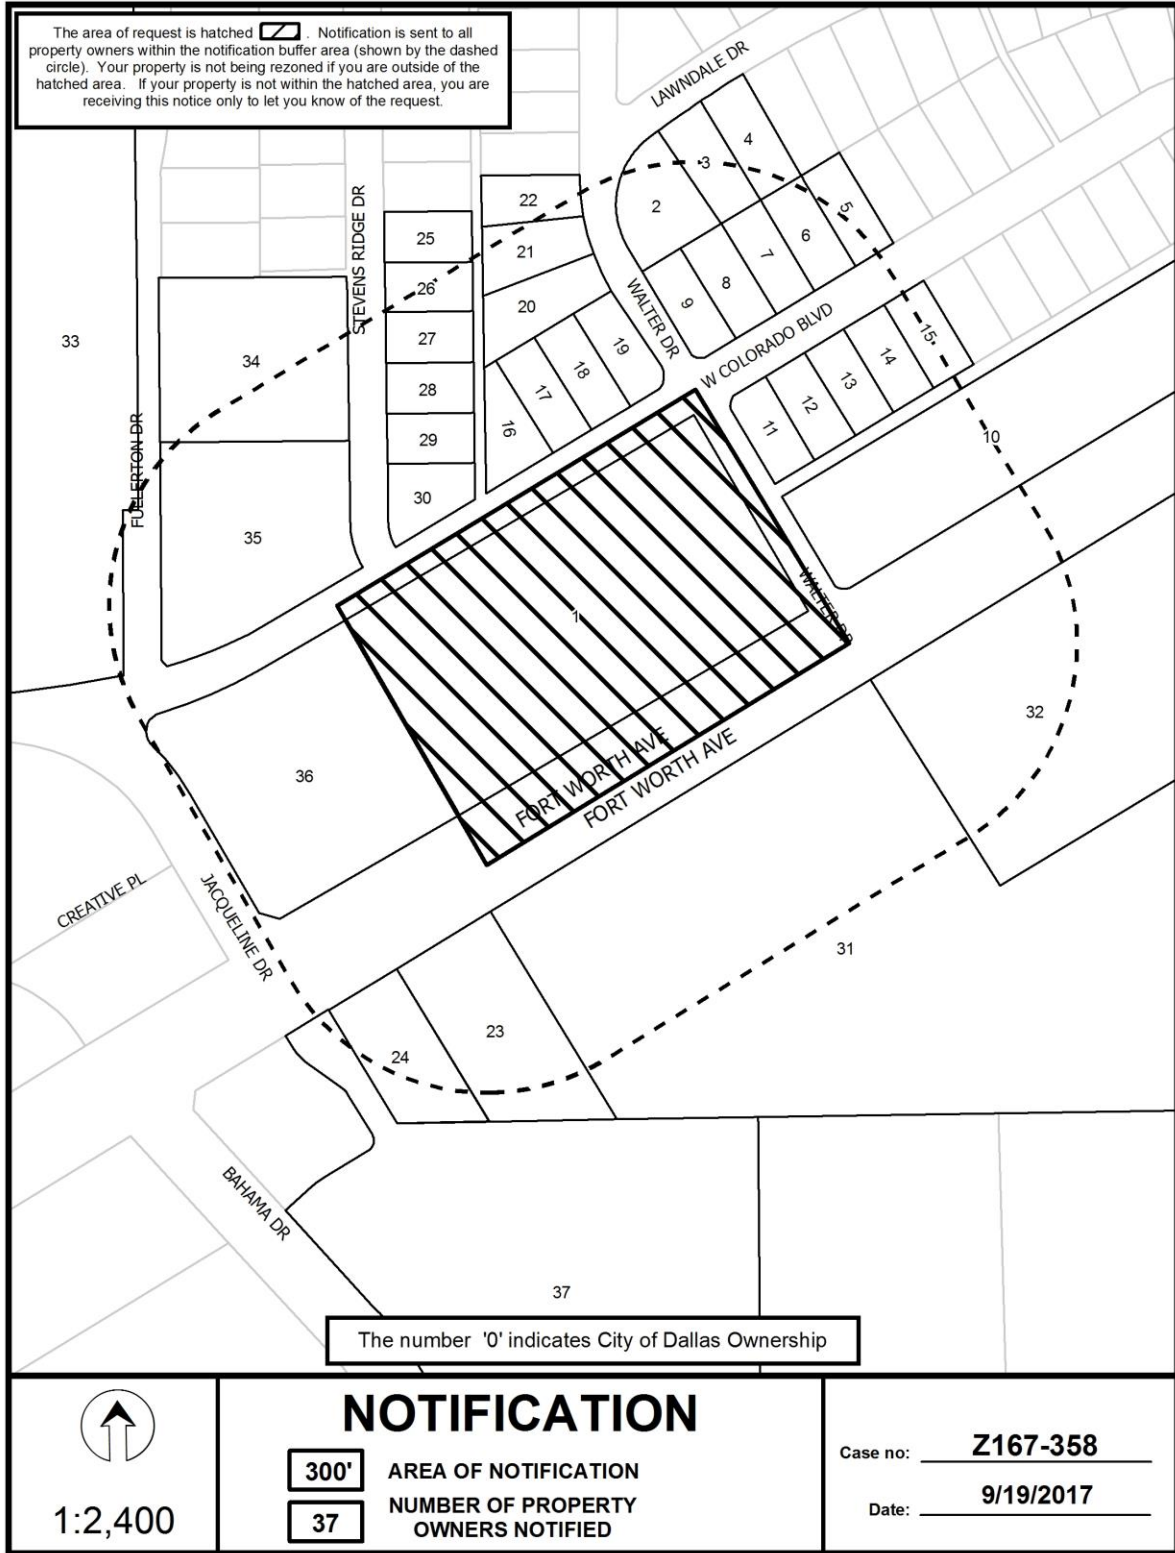 The area of request is hatched . Notification is sent to all
property owners within the notification buffer area (shown by the dashed
circle). Your property is not being rezoned if you are outside of the
hatched area. If your property is not within the hatched area, you are
receiving this notice only to let you know of the request.
LAWNDALE DR
4
3
22
2
5
STEVENS RIDGE DR
25
21
6
7
26
8
WALTER DR
9
20
27
19
W COLORADO BLVD
15
33
34
18
14
28
17
13
12
11
16
29
10
FULLERTON DR
30
35
WALTER DR
1
32
36
FORT WORTH AVE
FORT WORTH AVE
CREATIVE PL
JACQUELINE DR
31
23
24
BAHAMA DR
37
The number '0' indicates City of Dallas Ownership
1:2,400
NOTIFICATION
300' AREA OF NOTIFICATION
37 NUMBER OF PROPERTY
OWNERS NOTIFIED
Case no: Z167-358
Date: 9/19/2017